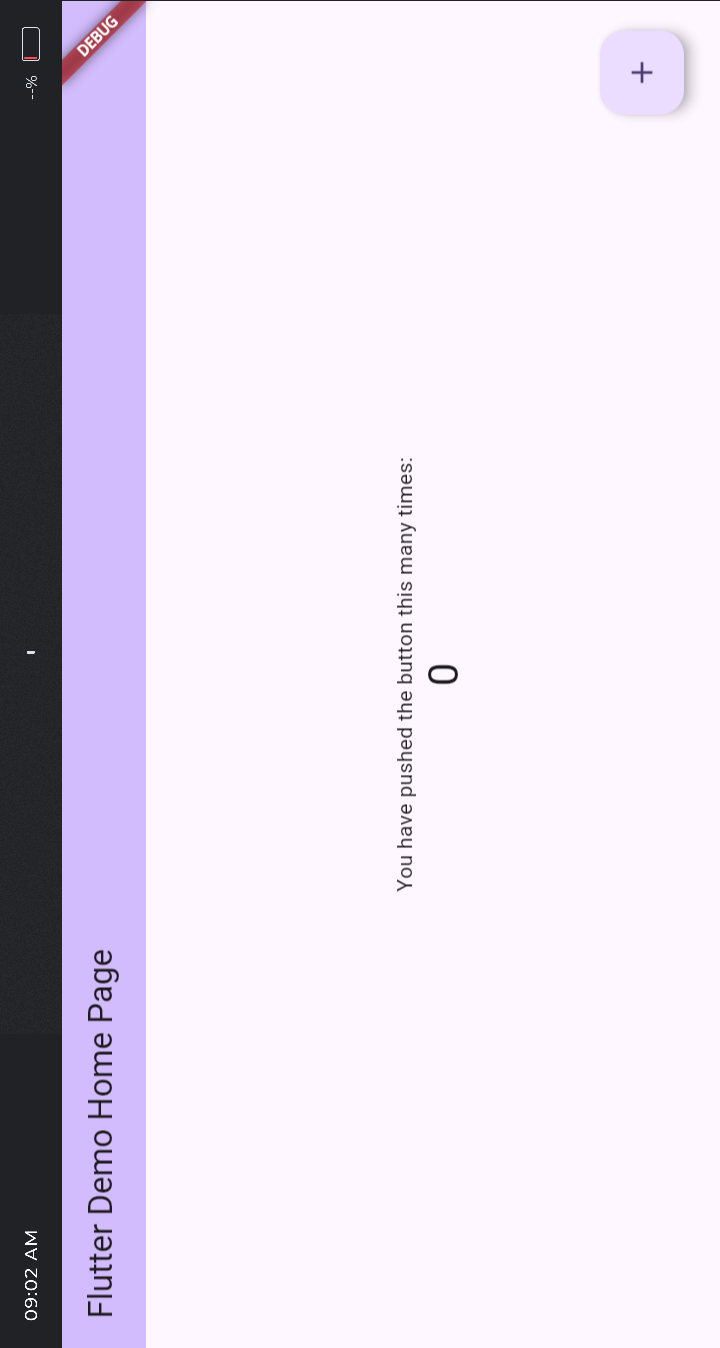 09:02 AM
--%
Flutter Demo Home Page
DEBUG
You have pushed the button this many times:
0
+